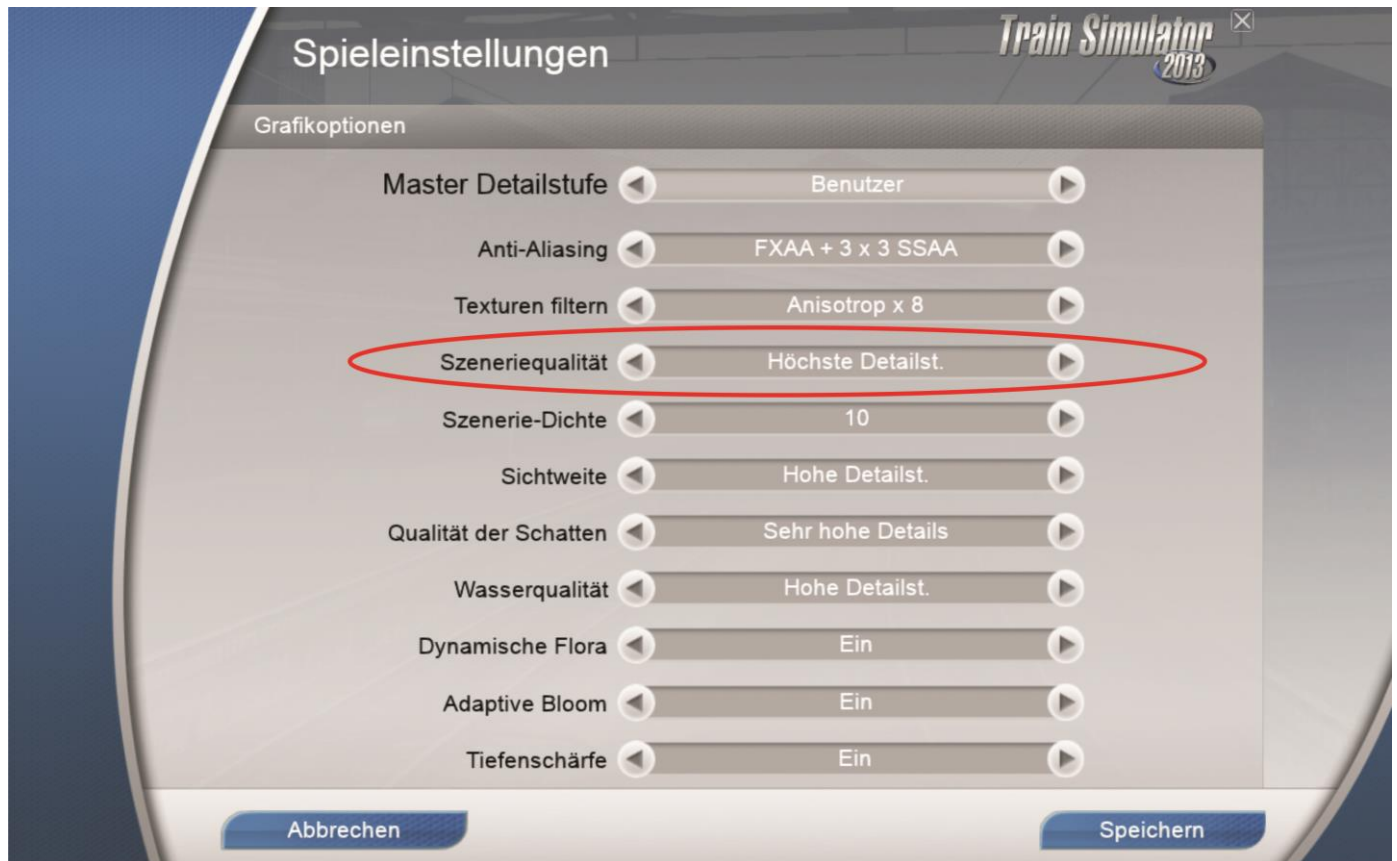 Spieleinstellungen
Train Simulator
2013
Grafikoptionen
Master Detailstufe Benutzer
Anti-Aliasing FXAA + 3 x 3 SSAA
Texturen filtern Anisotrop x 8
Szeneriequalität Höchste Detailst.
Szenerie-Dichte 10
Sichtweite Hohe Detailst.
Qualität der Schatten Sehr hohe Details
Wasserqualität Hohe Detailst.
Dynamische Flora Ein
Adaptive Bloom Ein
Tiefenschärfe Ein
Abbrechen Speichern